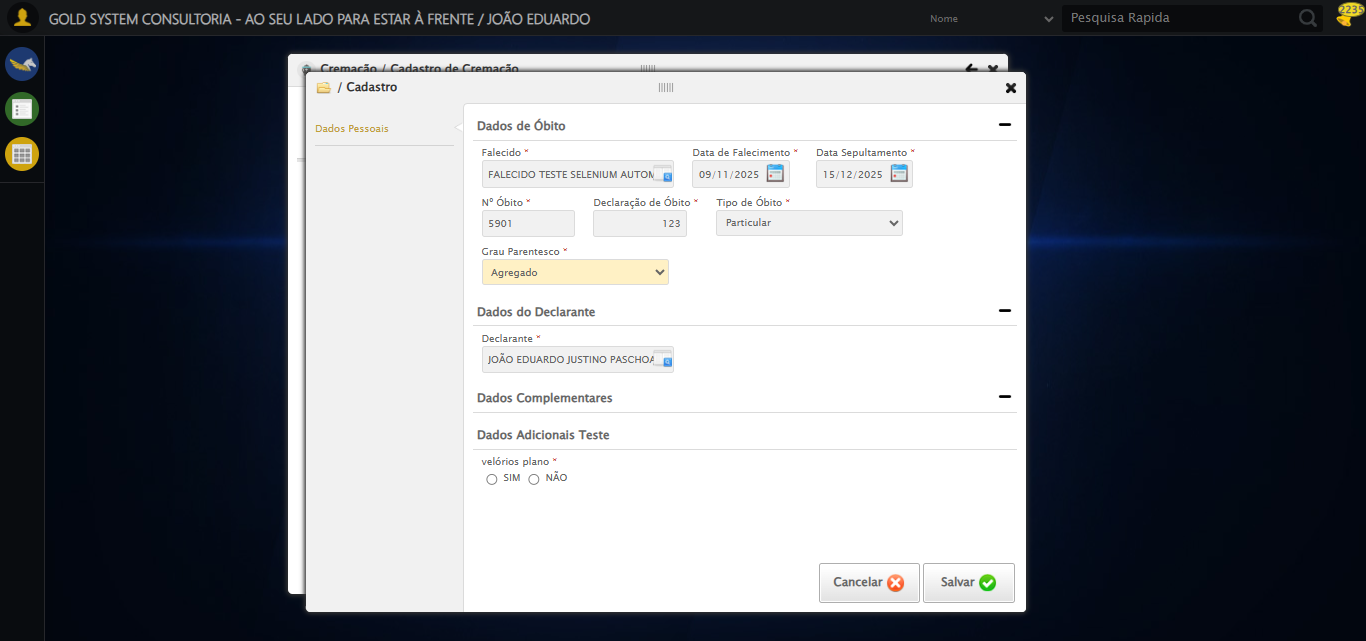 GOLD SYSTEM CONSULTORIA - AO SEU LADO PARA ESTAR À FRENTE / JOÃO EDUARDO
Nome
Pesquisa Rapida
2235
Cremação / Cadastro de Cremação
/ Cadastro
Dados Pessoais
Dados de Óbito
Falecido * Data de Falecimento * Data Sepultamento *
FALECIDO TESTE SELENIUM AUTOM 09/11/2025 15/12/2025
Nº Óbito * Declaração de Óbito * Tipo de Óbito *
5901 123 Particular
Grau Parentesco *
Agregado
Dados do Declarante
Declarante *
JOÃO EDUARDO JUSTINO PASCHOA
Dados Complementares
Dados Adicionais Teste
velórios plano *
SIM NÃO
Cancelar Salvar